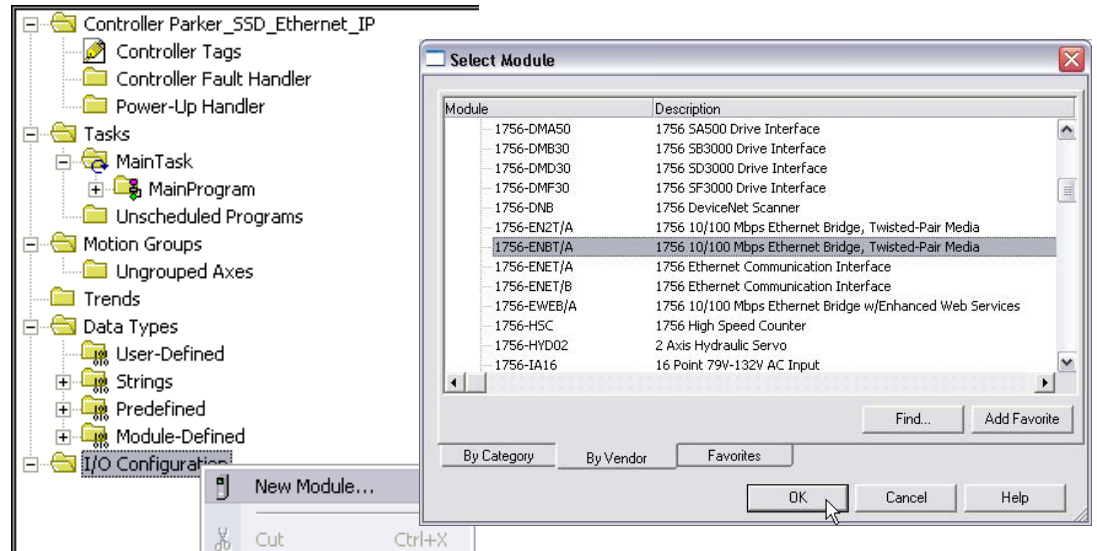 Controller Parker_SSD_Ethernet_IP
Controller Tags
Controller Fault Handler
Power-Up Handler
Tasks
MainTask
MainProgram
Unscheduled Programs
Motion Groups
Ungrouped Axes
Trends
Data Types
User-Defined
Strings
Predefined
Module-Defined
I/O Configuration
New Module...
Cut Ctrl+X
Select Module
Module Description
1756-DMA50 1756 SA500 Drive Interface
1756-DMB30 1756 SB3000 Drive Interface
1756-DMD30 1756 SD3000 Drive Interface
1756-DMF30 1756 SF3000 Drive Interface
1756-DNB 1756 DeviceNet Scanner
1756-EN2T/A 1756 10/100 Mbps Ethernet Bridge, Twisted-Pair Media
1756-ENBT/A 1756 10/100 Mbps Ethernet Bridge, Twisted-Pair Media
1756-ENET/A 1756 Ethernet Communication Interface
1756-ENET/B 1756 Ethernet Communication Interface
1756-EWEB/A 1756 10/100 Mbps Ethernet Bridge w/Enhanced Web Services
1756-HSC 1756 High Speed Counter
1756-HYD02 2 Axis Hydraulic Servo
1756-IA16 16 Point 79V-132V AC Input
Find... Add Favorite
By Category By Vendor Favorites
OK Cancel Help